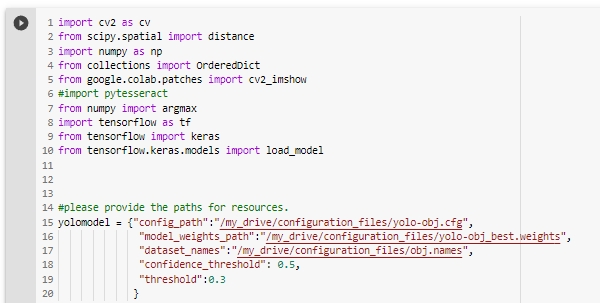 1 import cv2 as cv
2 from scipy.spatial import distance
3 import numpy as np
4 from collections import OrderedDict
5 from google.colab.patches import cv2_imshow
6 #import pytesseract
7 from numpy import argmax
8 import tensorflow as tf
9 from tensorflow import keras
10 from tensorflow.keras.models import load_model
11
12
13
14 #please provide the paths for resources.
15 yolomodel = {"config_path":"/my_drive/configuration_files/yolo-obj.cfg",
16 "model_weights_path":"/my_drive/configuration_files/yolo-obj_best.weights",
17 "dataset_names":"/my_drive/configuration_files/obj.names",
18 "confidence_threshold": 0.5,
19 "threshold":0.3
20 }